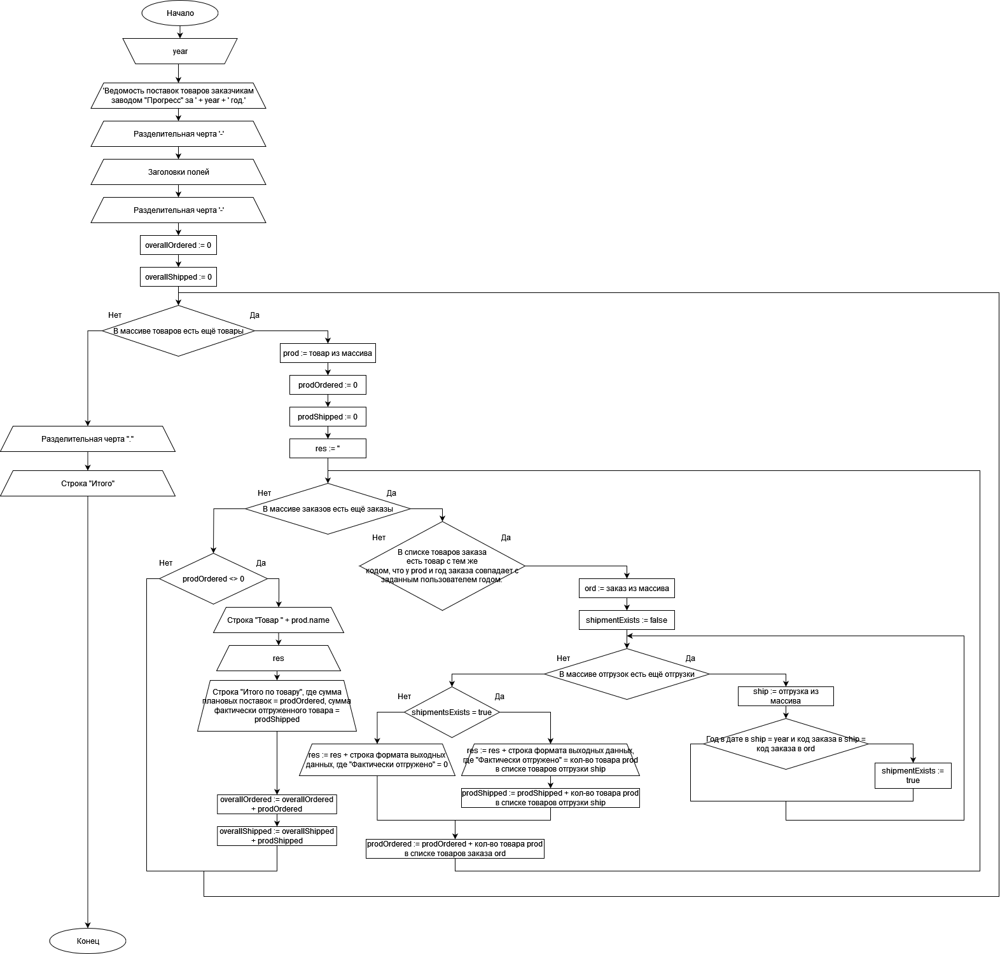 Начало
year
'Ведомость поставок товаров заказчикам
заводом "Прогресс" за ' + year + ' год.'
Разделительная черта '-'
Заголовки полей
Разделительная черта '-'
overallOrdered := 0
overallShipped := 0
Нет
Да
В массиве товаров есть ещё товары
prod := товар из массива
prodOrdered := 0
prodShipped := 0
res := ''
Разделительная черта "."
Строка "Итого"
Нет
Да
В массиве заказов есть ещё заказы
Нет
Да
В списке товаров заказа
есть товар с тем же
кодом, что у prod и год заказа совпадает с
заданным пользователем годом.
Нет
Да
prodOrdered <> 0
ord := заказ из массива
shipmentExists := false
Строка "Товар " + prod.name
res
Строка "Итого по товару", где сумма
плановых поставок = prodOrdered, сумма
фактически отгруженного товара =
prodShipped
Нет
Да
В массиве отгрузок есть ещё отгрузки
Нет
Да
shipmentsExists = true
ship := отгрузка из
массива
Год в дате в ship = year и код заказа в ship =
код заказа в ord
shipmentExists :=
true
res := res + строка формата выходных
данных, где "Фактически отгружено" = 0
res := res + строка формата выходных данных,
где "Фактически отгружено" = кол-во товара prod
в списке товаров отгрузки ship
prodShipped := prodShipped + кол-во товара prod
в списке товаров отгрузки ship
overallOrdered := overallOrdered
+ prodOrdered
overallShipped := overallShipped
+ prodShipped
prodOrdered := prodOrdered + кол-во товара prod
в списке товаров заказа ord
Конец